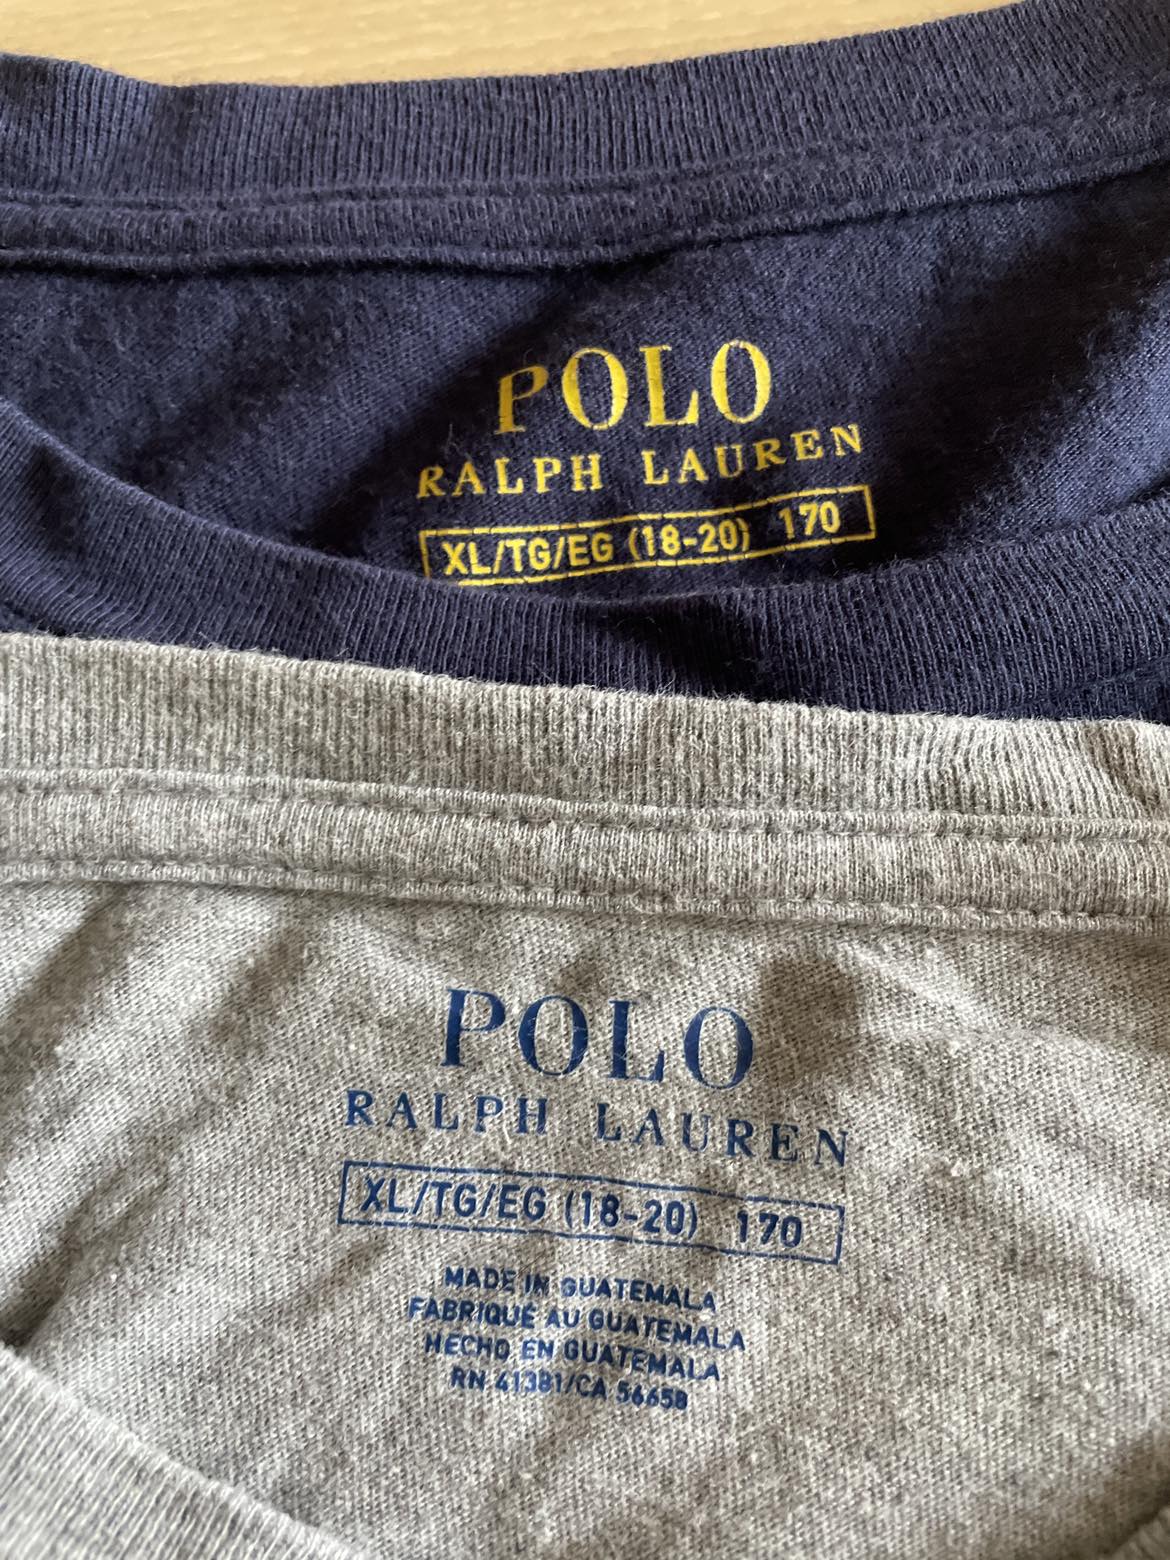 POLO
RALPH LAUREN
XL/TG/EG (18-20) 170
POLO
RALPH LAUREN
XL/TG/EG (18-20) 170
MADE IN GUATEMALA
FABRIQUÉ AU GUATEMALA
HECHO EN GUATEMALA
RN 41381/CA 56658